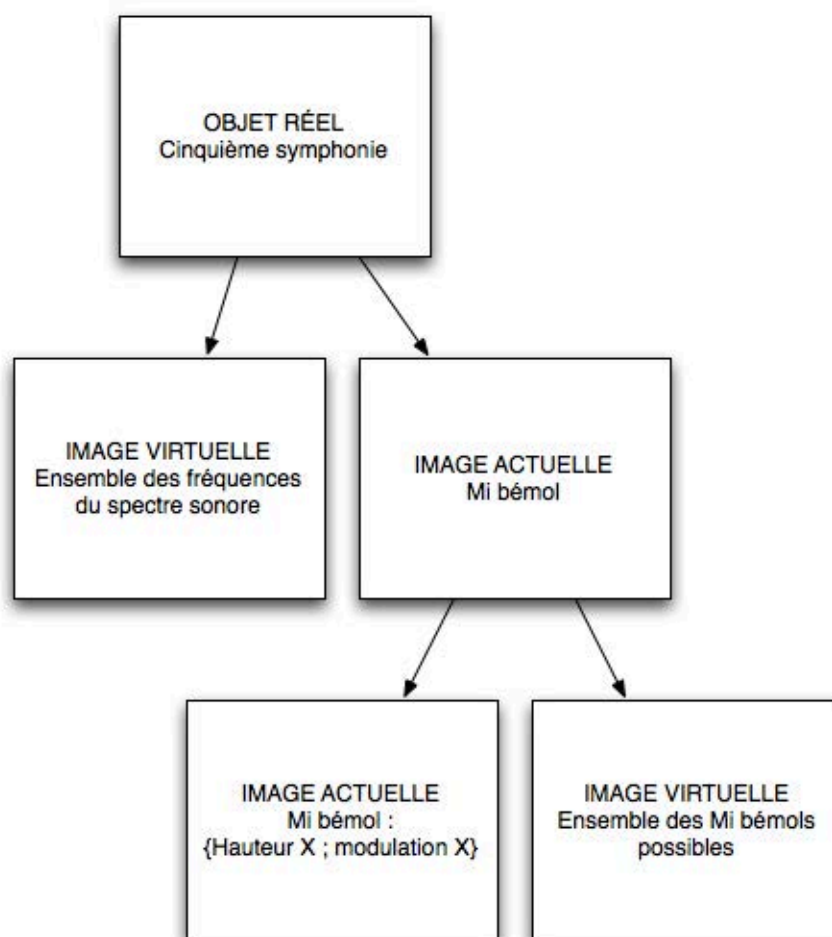 OBJET RÉEL
Cinquième symphonie
IMAGE VIRTUELLE
Ensemble des fréquences
du spectre sonore
IMAGE ACTUELLE
Mi bémol
IMAGE ACTUELLE
Mi bémol :
{Hauteur X ; modulation X}
IMAGE VIRTUELLE
Ensemble des Mi bémols
possibles